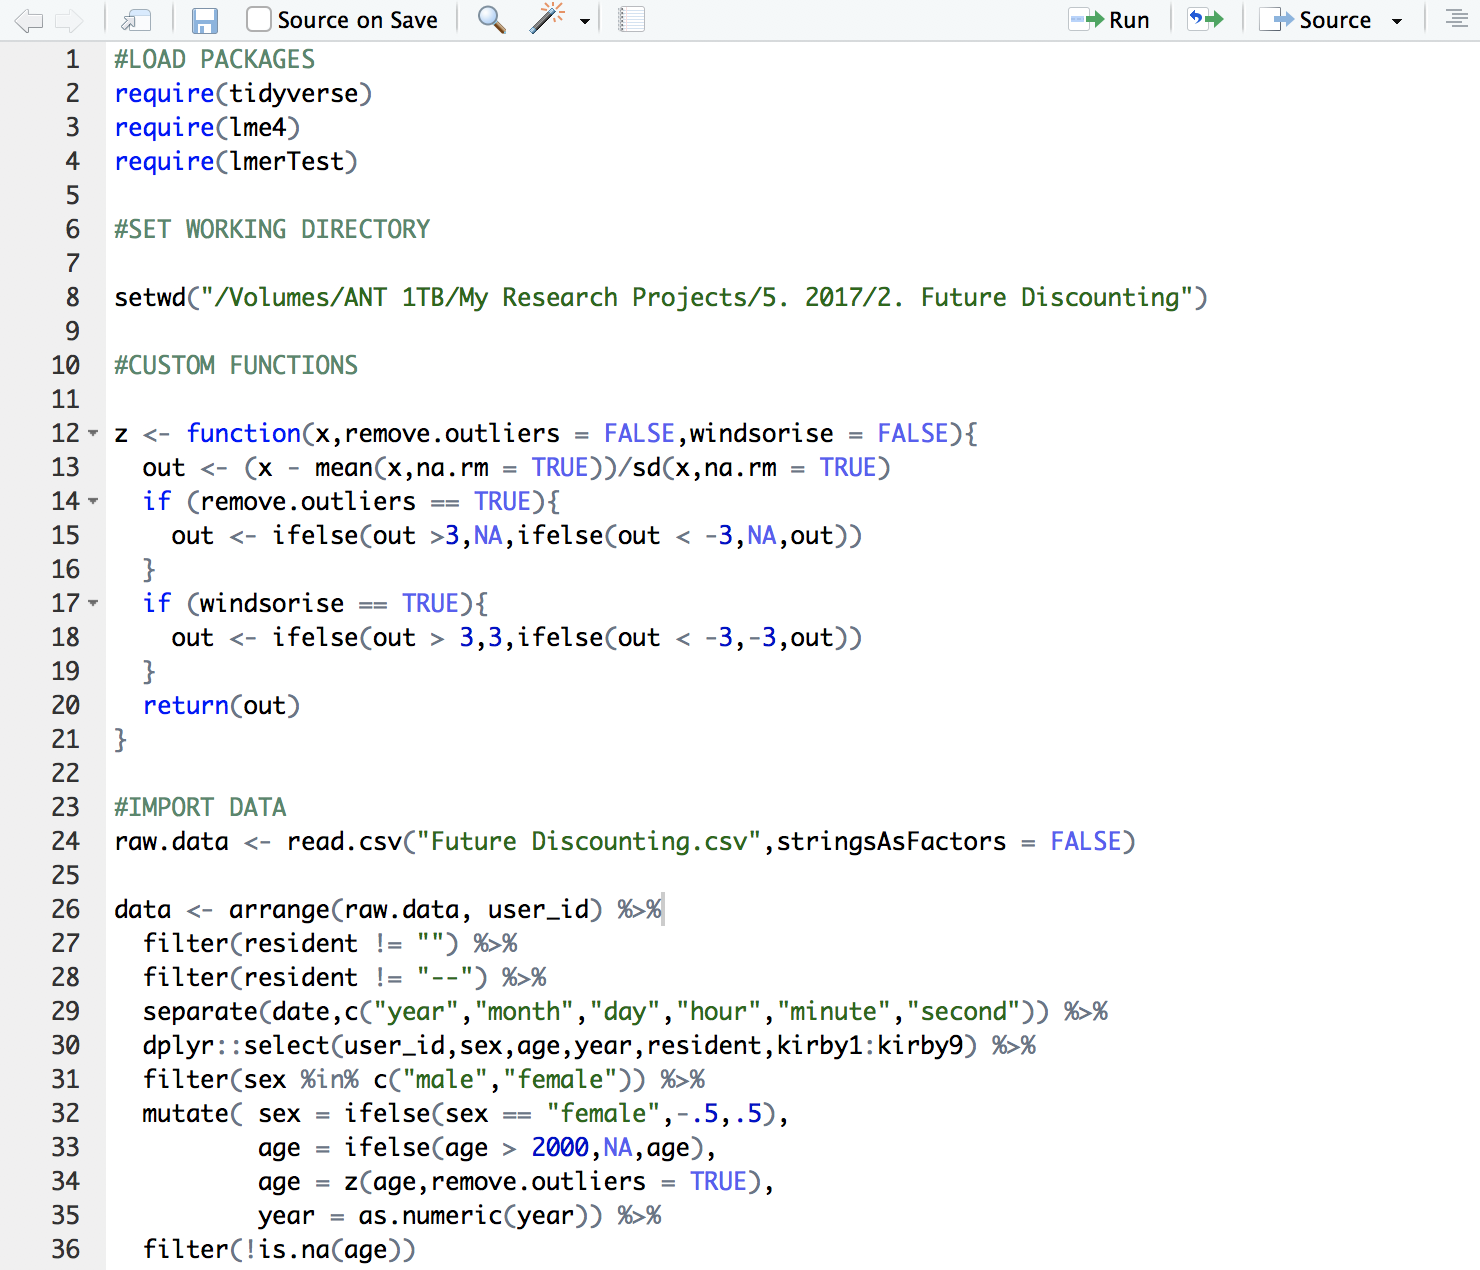 Source on Save Run Source
1 #LOAD PACKAGES
2 require(tidyverse)
3 require(lme4)
4 require(lmerTest)
5
6 #SET WORKING DIRECTORY
7
8 setwd("/Volumes/ANT 1TB/My Research Projects/5. 2017/2. Future Discounting")
9
10 #CUSTOM FUNCTIONS
11
12 z <- function(x,remove.outliers = FALSE,windsorise = FALSE){
13   out <- (x - mean(x,na.rm = TRUE))/sd(x,na.rm = TRUE)
14   if (remove.outliers == TRUE){
15     out <- ifelse(out >3,NA,ifelse(out < -3,NA,out))
16   }
17   if (windsorise == TRUE){
18     out <- ifelse(out > 3,3,ifelse(out < -3,-3,out))
19   }
20   return(out)
21 }
22
23 #IMPORT DATA
24 raw.data <- read.csv("Future Discounting.csv",stringsAsFactors = FALSE)
25
26 data <- arrange(raw.data, user_id) %>%
27   filter(resident != "") %>%
28   filter(resident != "--") %>%
29   separate(date,c("year","month","day","hour","minute","second")) %>%
30   dplyr::select(user_id,sex,age,year,resident,kirby1:kirby9) %>%
31   filter(sex %in% c("male","female")) %>%
32   mutate( sex = ifelse(sex == "female",-.5,.5),
33           age = ifelse(age > 2000,NA,age),
34           age = z(age,remove.outliers = TRUE),
35           year = as.numeric(year)) %>%
36   filter(!is.na(age))